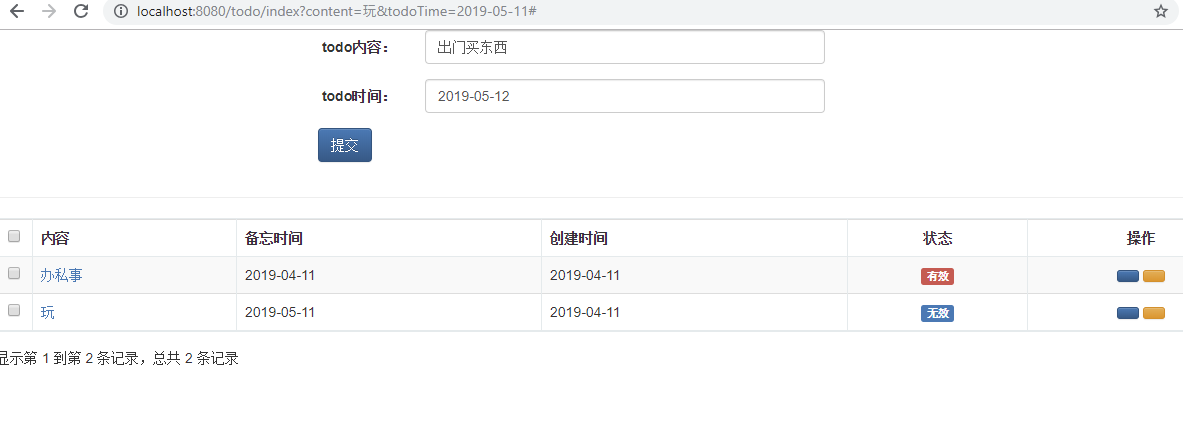 localhost:8080/todo/index?content=玩&todoTime=2019-05-11#
todo内容： 出门买东西
todo时间： 2019-05-12
提交
内容 备忘时间 创建时间 状态 操作
办私事 2019-04-11 2019-04-11 有效
玩 2019-05-11 2019-04-11 无效
显示第 1 到第 2 条记录，总共 2 条记录